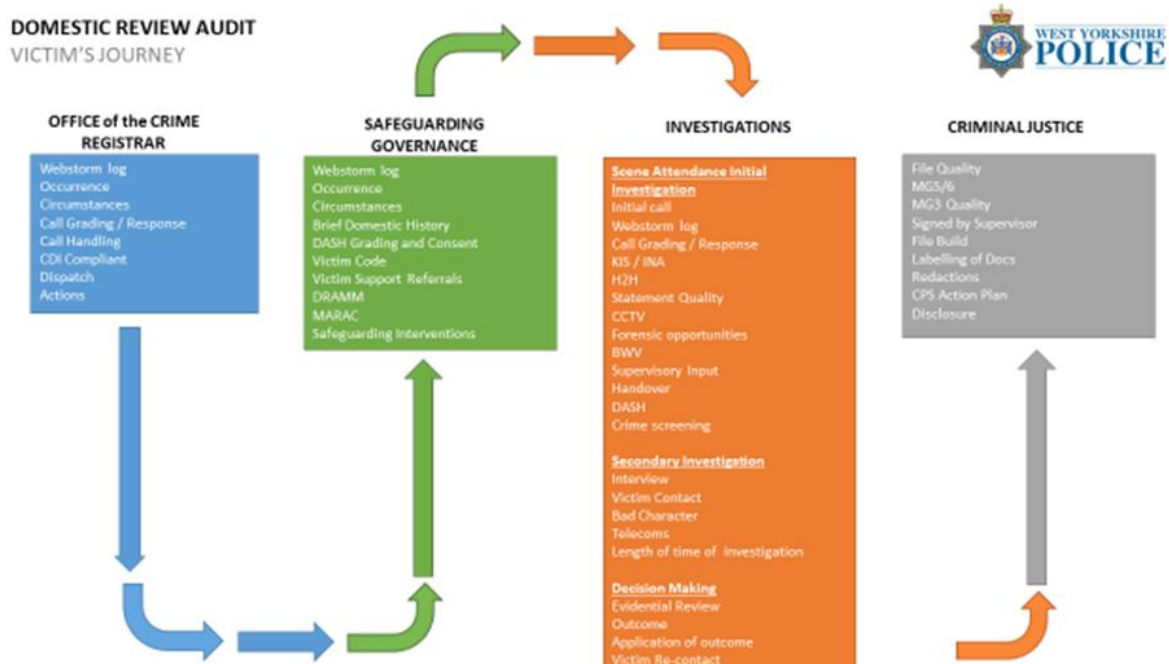 DOMESTIC REVIEW AUDIT
VICTIM'S JOURNEY
WEST YORKSHIRE
POLICE
OFFICE of the CRIME
REGISTRAR
Webstorm log
Occurrence
Circumstances
Call Grading / Response
Call Handling
CDI Compliant
Dispatch
Actions
SAFEGUARDING
GOVERNANCE
Webstorm log
Occurrence
Circumstances
Brief Domestic History
DASH Grading and Consent
Victim Code
Victim Support Referrals
DRAMM
MARAC
Safeguarding Interventions
INVESTIGATIONS
Scene Attendance Initial
Investigation
Initial call
Webstorm log
Call Grading / Response
KIS / INA
H2H
Statement Quality
CCTV
Forensic opportunities
BWV
Supervisory Input
Handover
DASH
Crime screening
Secondary Investigation
Interview
Victim Contact
Bad Character
Telecoms
Length of time of investigation
Decision Making
Evidential Review
Outcome
Application of outcome
Victim Re-contact
CRIMINAL JUSTICE
File Quality
MG5/6
MG3 Quality
Signed by Supervisor
File Build
Labelling of Docs
Redactions
CPS Action Plan
Disclosure